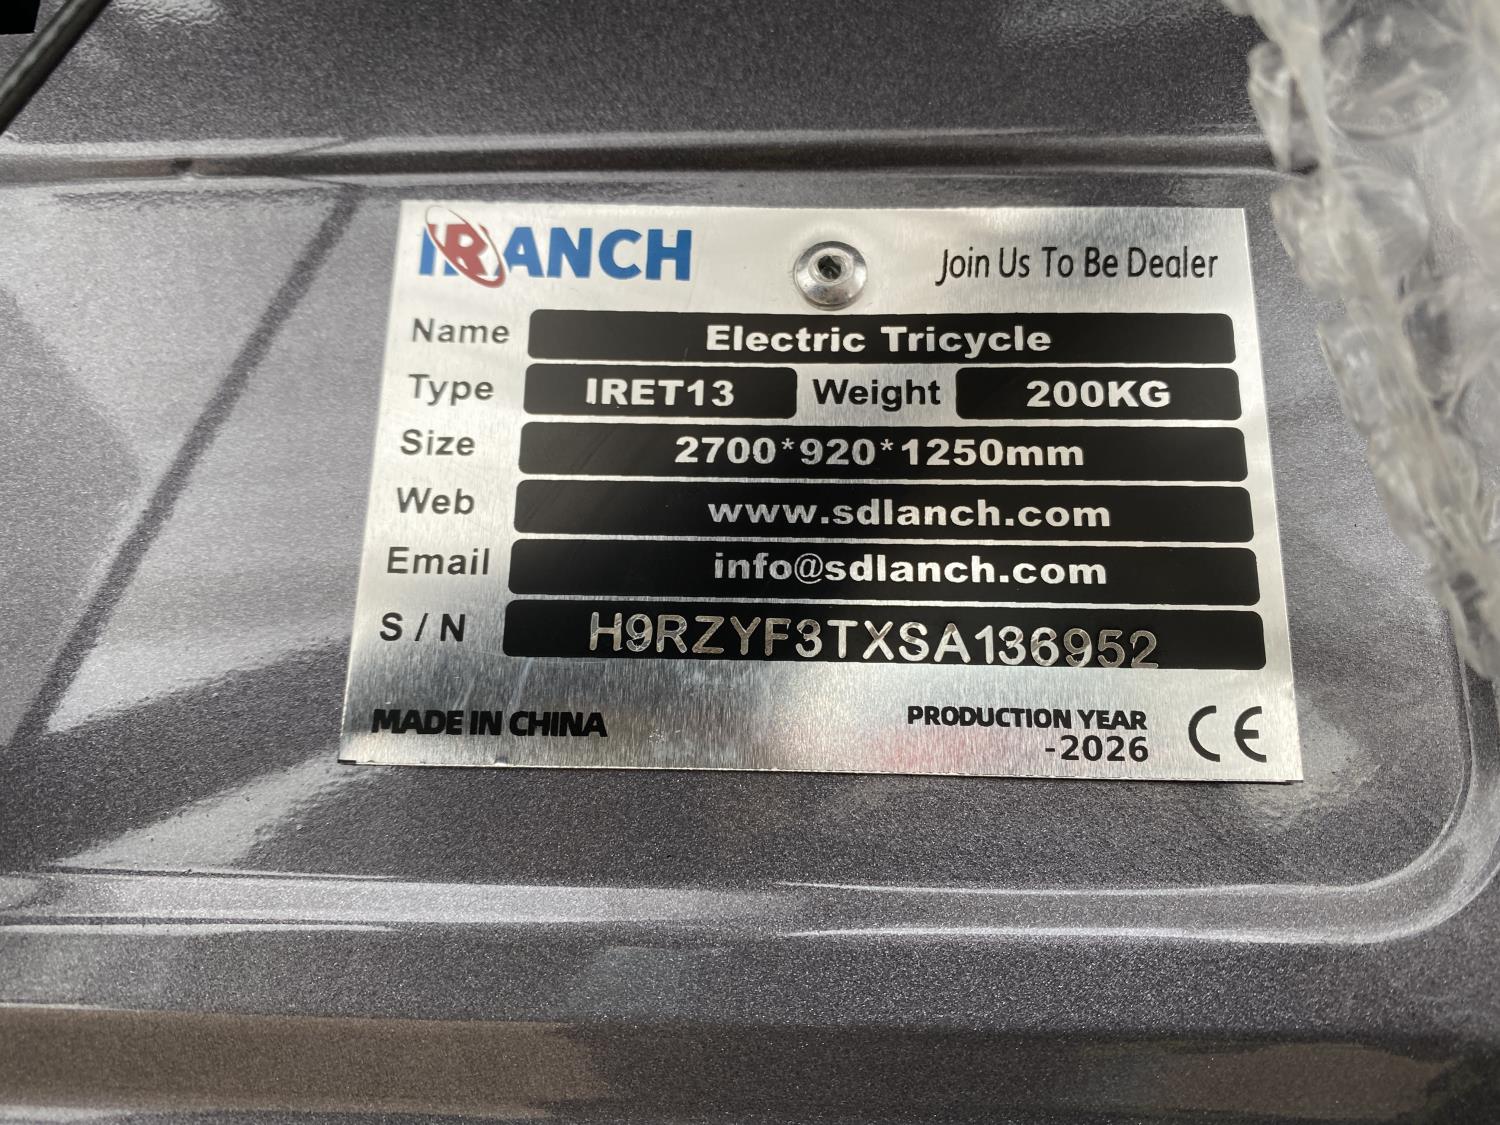 IRANCH Join Us To Be Dealer
Name Electric Tricycle
Type IRET13 Weight 200KG
Size 2700*920*1250mm
Web www.sdlanch.com
Email info@sdlanch.com
S/N H9RZYF3TXSA136952
MADE IN CHINA PRODUCTION YEAR
-2026 CE